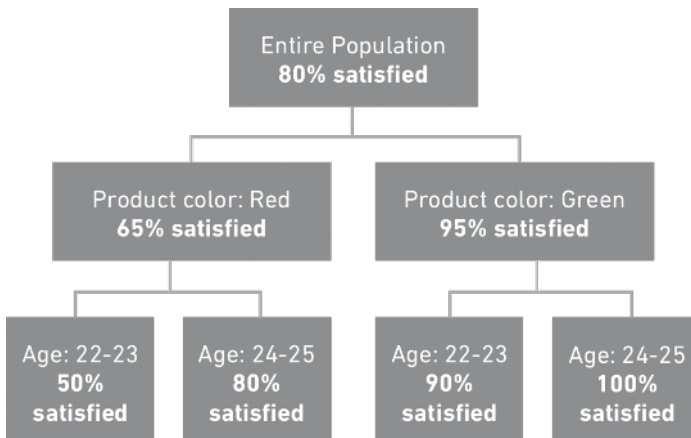 Entire Population
80% satisfied
Product color: Red
65% satisfied
Product color: Green
95% satisfied
Age: 22-23
50%
satisfied
Age: 24-25
80%
satisfied
Age: 22-23
90%
satisfied
Age: 24-25
100%
satisfied